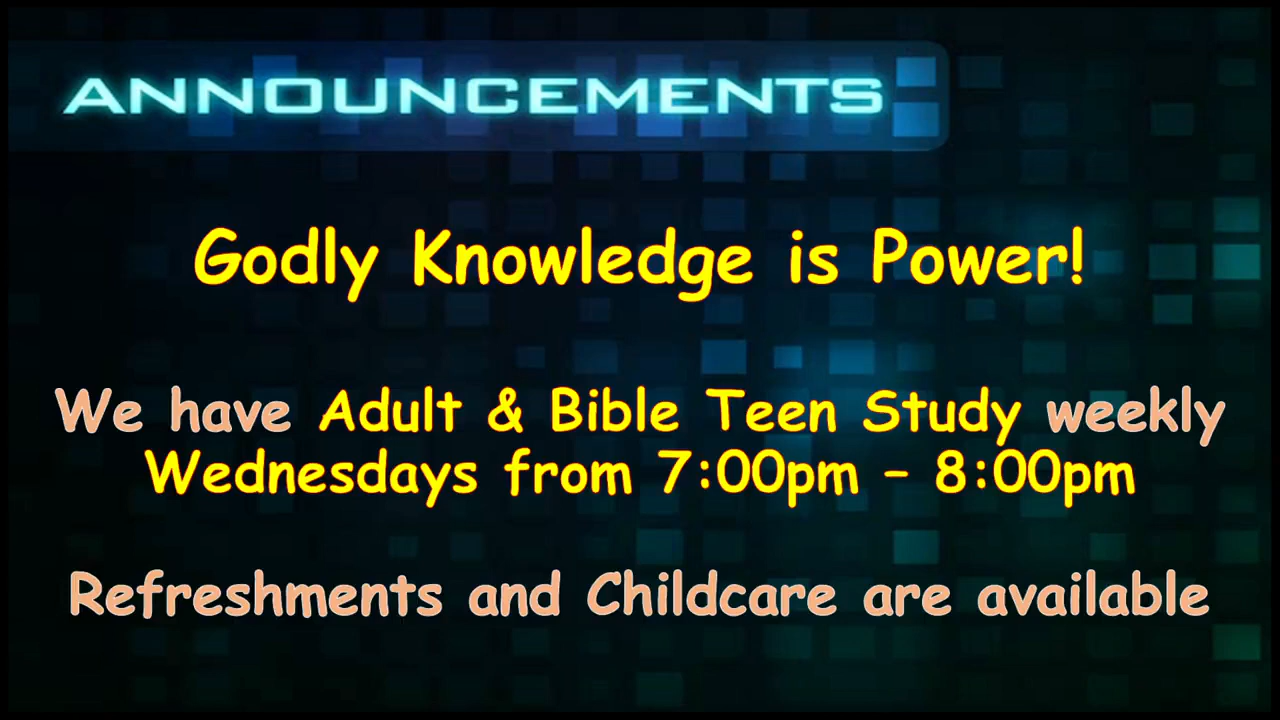 ANNOUNCEMENTS
Godly Knowledge is Power!
We have Adult & Bible Teen Study weekly
Wednesdays from 7:00pm – 8:00pm
Refreshments and Childcare are available